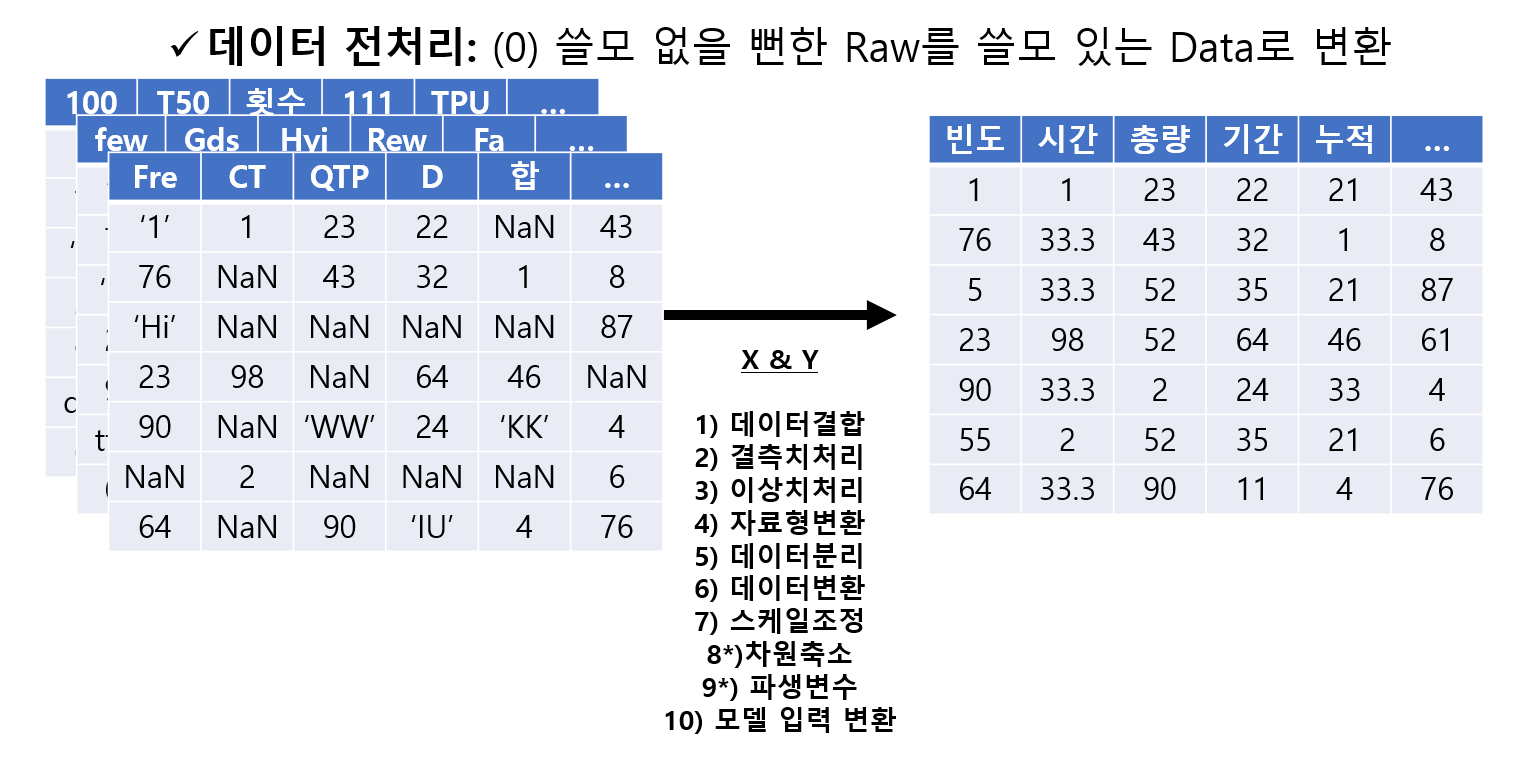 ✓데이터 전처리: (0) 쓸모 없을 뻔한 Raw를 쓸모 있는 Data로 변환
100 T50 횟수 111 TPU ...
few Gds Hyi Rew Fa ...
Fre CT QTP D 합 ...
‘1’ 1 23 22 NaN 43
76 NaN 43 32 1 8
‘Hi’ NaN NaN NaN NaN 87
23 98 NaN 64 46 NaN
90 NaN ‘WW’ 24 ‘KK’ 4
NaN 2 NaN NaN NaN 6
64 NaN 90 ‘IU’ 4 76
X & Y
1) 데이터결합
2) 결측치처리
3) 이상치처리
4) 자료형변환
5) 데이터분리
6) 데이터변환
7) 스케일조정
8*)차원축소
9*) 파생변수
10) 모델 입력 변환
빈도 시간 총량 기간 누적 ...
1 1 23 22 21 43
76 33.3 43 32 1 8
5 33.3 52 35 21 87
23 98 52 64 46 61
90 33.3 2 24 33 4
55 2 52 35 21 6
64 33.3 90 11 4 76